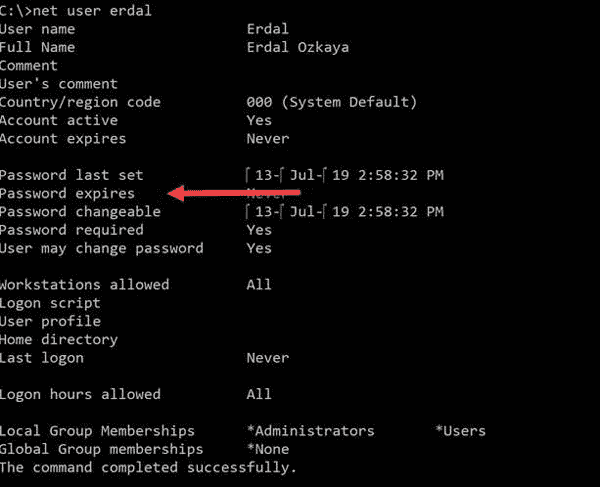 C:\>net user erdal
User name Erdal
Full Name Erdal Ozkaya
Comment
User's comment
Country/region code 000 (System Default)
Account active Yes
Account expires Never
Password last set 13-Jul-19 2:58:32 PM
Password expires Never
Password changeable 13-Jul-19 2:58:32 PM
Password required Yes
User may change password Yes
Workstations allowed All
Logon script
User profile
Home directory
Last logon Never
Logon hours allowed All
Local Group Memberships *Administrators *Users
Global Group memberships *None
The command completed successfully.